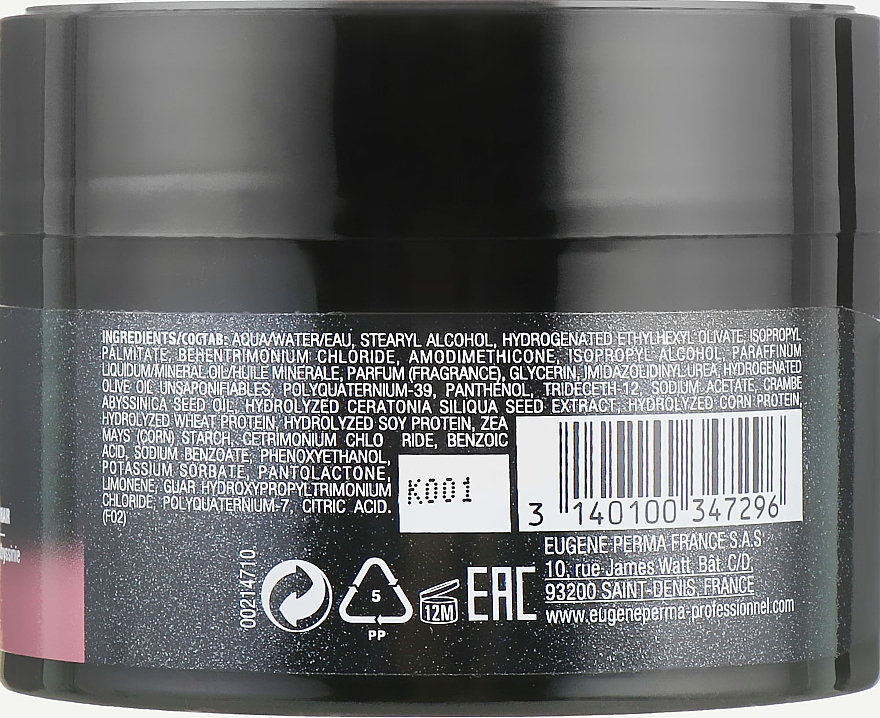 INGREDIENTS/СОСТАВ: AQUA/WATER/EAU, STEARYL ALCOHOL, HYDROGENATED ETHYLHEXYL OLIVATE, ISOPROPYL
PALMITATE, BEHENTRIMONIUM CHLORIDE, AMODIMETHICONE, ISOPROPYL ALCOHOL, PARAFFINUM
LIQUIDUM/MINERAL OIL/HUILE MINERALE, PARFUM (FRAGRANCE), GLYCERIN, IMIDAZOLIDINYL UREA, HYDROGENATED
OLIVE OIL UNSAPONIFIABLES, POLYQUATERNIUM-39, PANTHENOL, TRIDECETH-12, SODIUM ACETATE, CRAMBE
ABYSSINICA SEED OIL, HYDROLYZED CERATONIA SILIQUA SEED EXTRACT, HYDROLYZED CORN PROTEIN,
HYDROLYZED WHEAT PROTEIN, HYDROLYZED SOY PROTEIN, ZEA
MAYS (CORN) STARCH, CETRIMONIUM CHLO RIDE, BENZOIC
ACID, SODIUM BENZOATE, PHENOXYETHANOL,
POTASSIUM SORBATE, PANTOLACTONE,
LIMONENE, GUAR HYDROXYPROPYLTRIMONIUM
CHLORIDE, POLYQUATERNIUM-7, CITRIC ACID.
(F02)
K001
3 140100 347296
HAIR
Abyssinie
00214710
5
PP
12M
EAC
EUGENE PERMA FRANCE S.A.S
10, rue James Watt, Bât. C/D,
93200 SAINT-DENIS, FRANCE
www.eugeneperma-professionnel.com